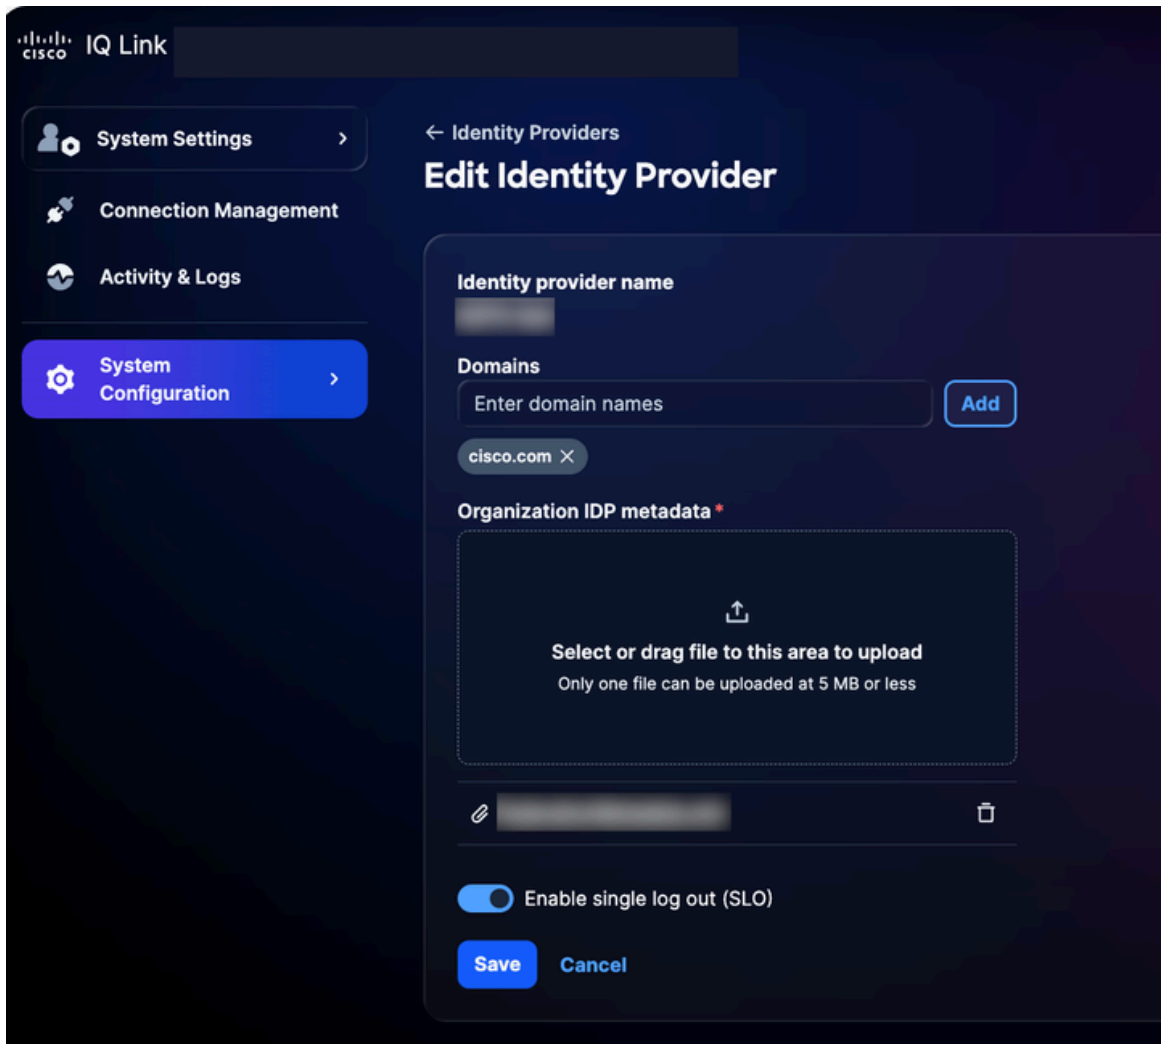 CISCO
IQ Link
System Settings
Connection Management
Activity & Logs
System
Configuration
← Identity Providers
Edit Identity Provider
Identity provider name
Domains
Enter domain names
Add
cisco.com
Organization IDP metadata*
Select or drag file to this area to upload
Only one file can be uploaded at 5 MB or less
Enable single log out (SLO)
Save
Cancel